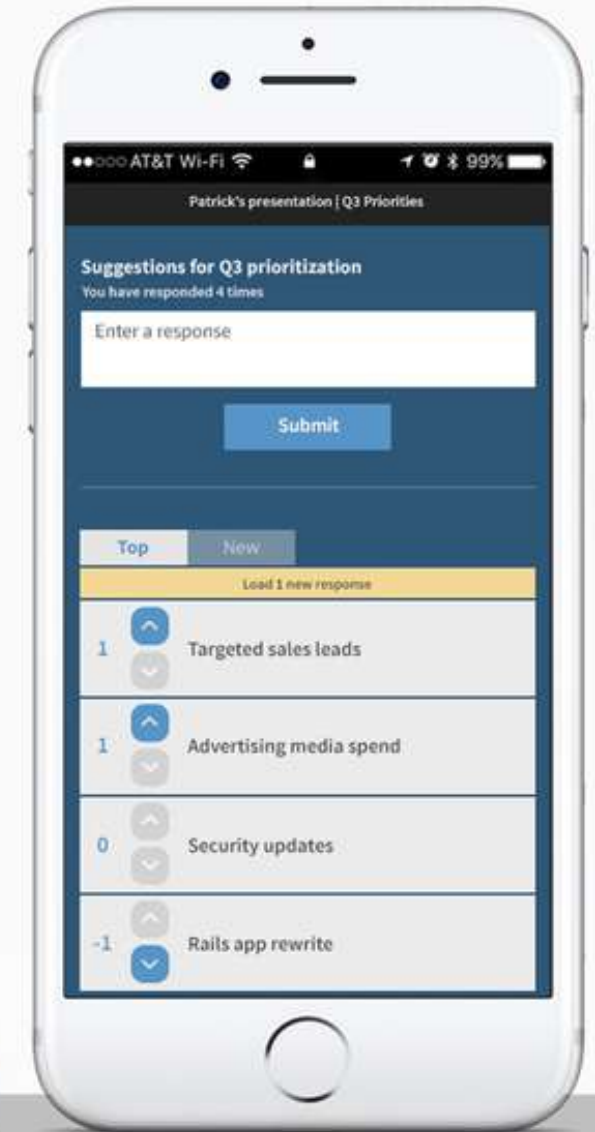 AT&T Wi-Fi 99%
Patrick's presentation | Q3 Priorities
Suggestions for Q3 prioritization
You have responded 4 times
Enter a response
Submit
Top New
Load 1 new response
1 Targeted sales leads
1 Advertising media spend
0 Security updates
-1 Rails app rewrite